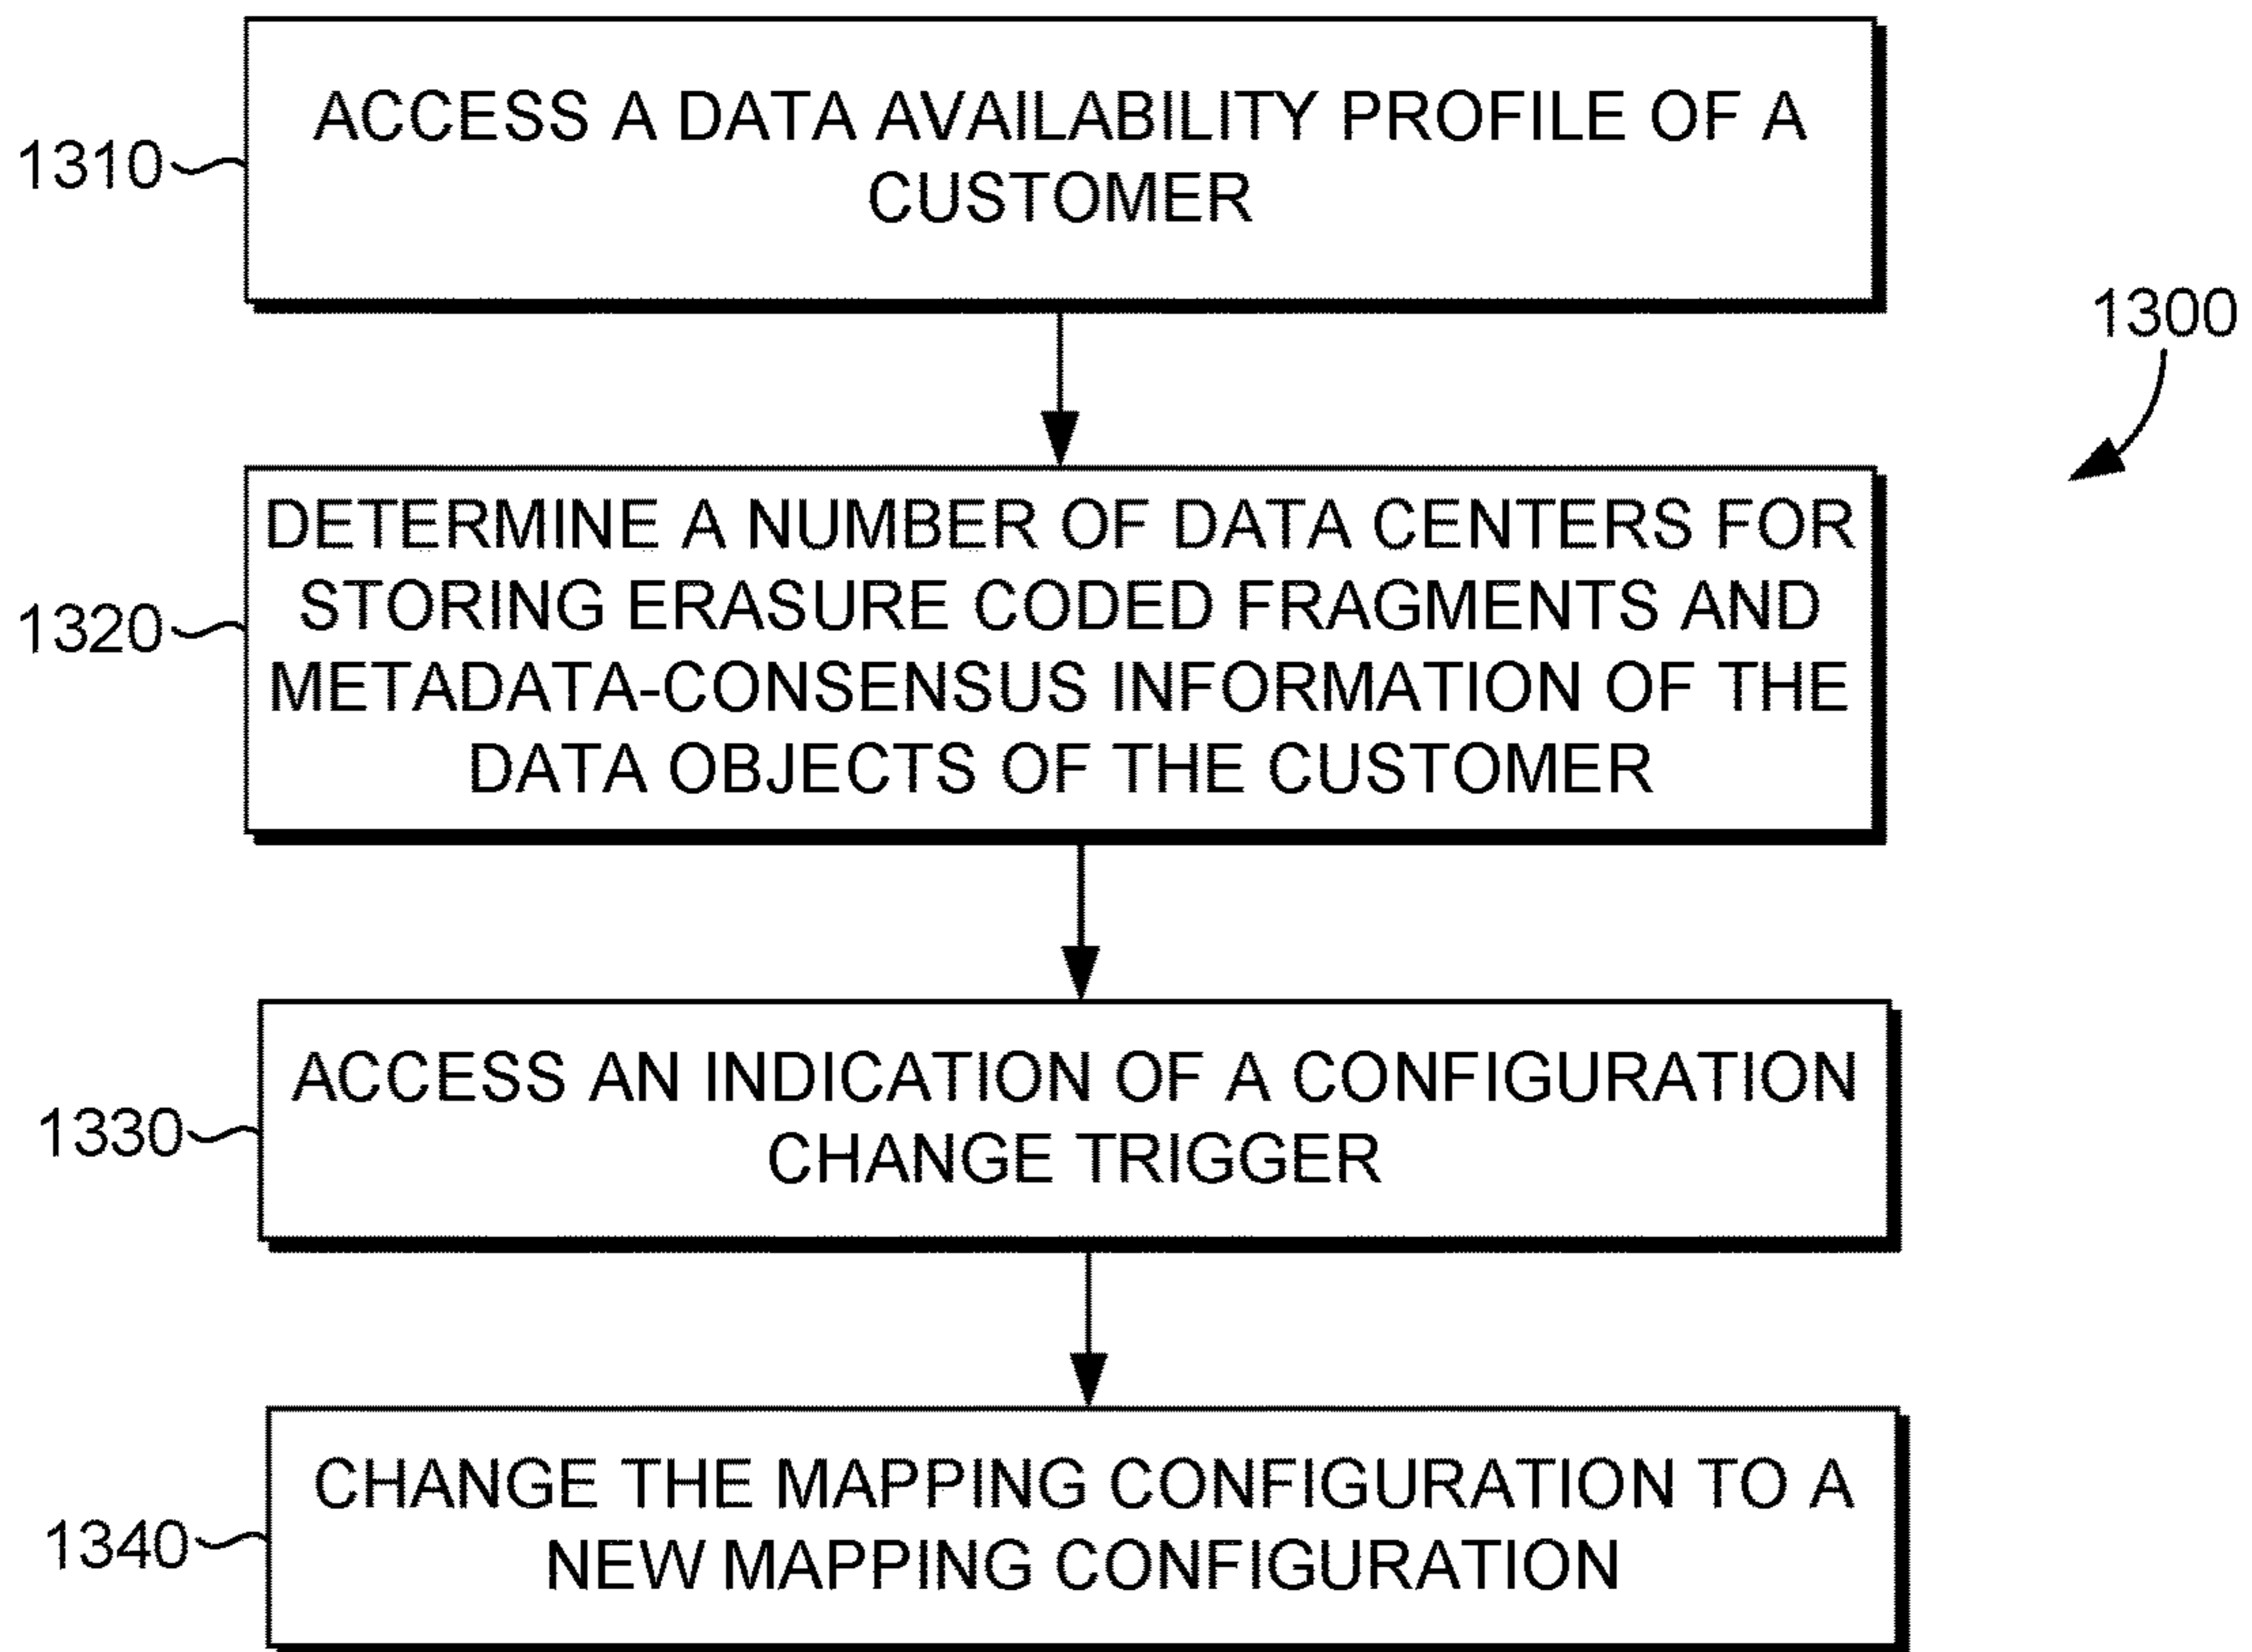 1310
ACCESS A DATA AVAILABILITY PROFILE OF A
CUSTOMER
1300
1320
DETERMINE A NUMBER OF DATA CENTERS FOR
STORING ERASURE CODED FRAGMENTS AND
METADATA-CONSENSUS INFORMATION OF THE
DATA OBJECTS OF THE CUSTOMER
1330
ACCESS AN INDICATION OF A CONFIGURATION
CHANGE TRIGGER
1340
CHANGE THE MAPPING CONFIGURATION TO A
NEW MAPPING CONFIGURATION